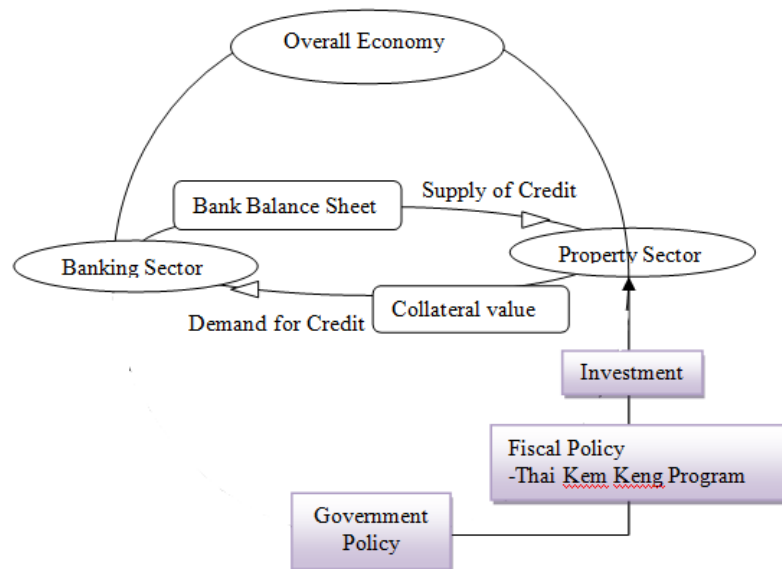 Overall Economy
Supply of Credit
Bank Balance Sheet
Property Sector
Banking Sector
Collateral value
Demand for Credit
Investment
Fiscal Policy
-Thai Kem Keng Program
Government
Policy